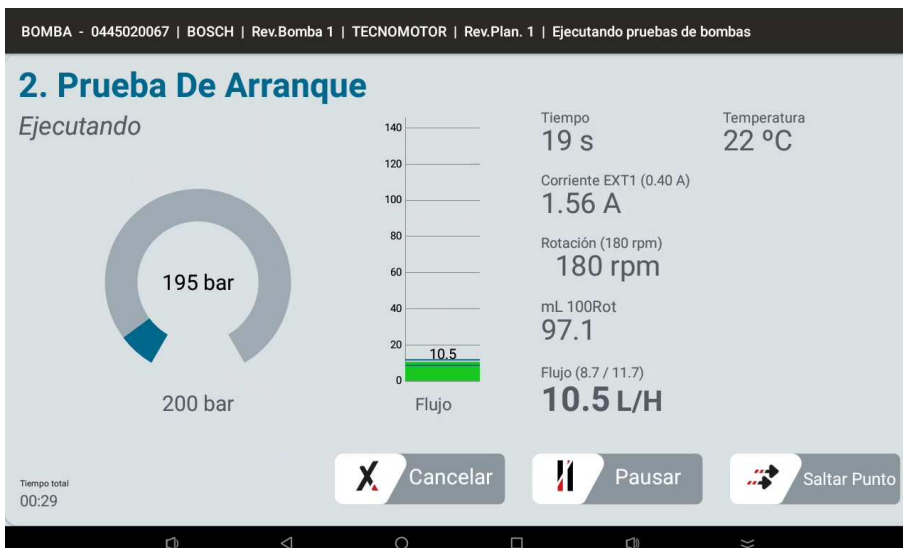 BOMBA - 0445020067 | BOSCH | Rev.Bomba 1 | TECNOMOTOR | Rev.Plan. 1 | Ejecutando pruebas de bombas
2. Prueba De Arranque
Ejecutando
195 bar
200 bar
140
120
100
80
60
40
20
0
10.5
Flujo
Tiempo
19 s
Temperatura
22 ºC
Corriente EXT1 (0.40 A)
1.56 A
Rotación (180 rpm)
180 rpm
mL 100Rot
97.1
Flujo (8.7 / 11.7)
10.5 L/H
Tiempo total
00:29
Cancelar
Pausar
Saltar Punto